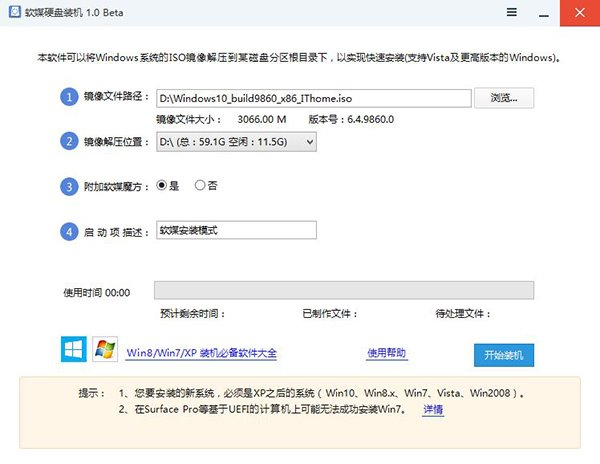 软媒硬盘装机 1.0 Beta
本软件可以将Windows系统的ISO镜像解压到某磁盘分区根目录下，以实现快速安装(支持Vista及更高版本的Windows)。
1 镜像文件路径： D:\Windows10_build9860_x86_IThome.iso 浏览...
镜像文件大小： 3066.00 M 版本号：6.4.9860.0
2 镜像解压位置： D:\ (总：59.1G 空闲：11.5G)
3 附加软媒魔方： 是 否
4 启 动 项 描述： 软媒安装模式
使用时间 00:00
预计剩余时间： 已制作文件： 待处理文件：
Win8/Win7/XP 装机必备软件大全 使用帮助 开始装机
提示： 1、您要安装的新系统，必须是XP之后的系统（ Win10、Win8.x、Win7、Vista、Win2008）。
2、在Surface Pro等基于UEFI的计算机上可能无法成功安装Win7。 详情